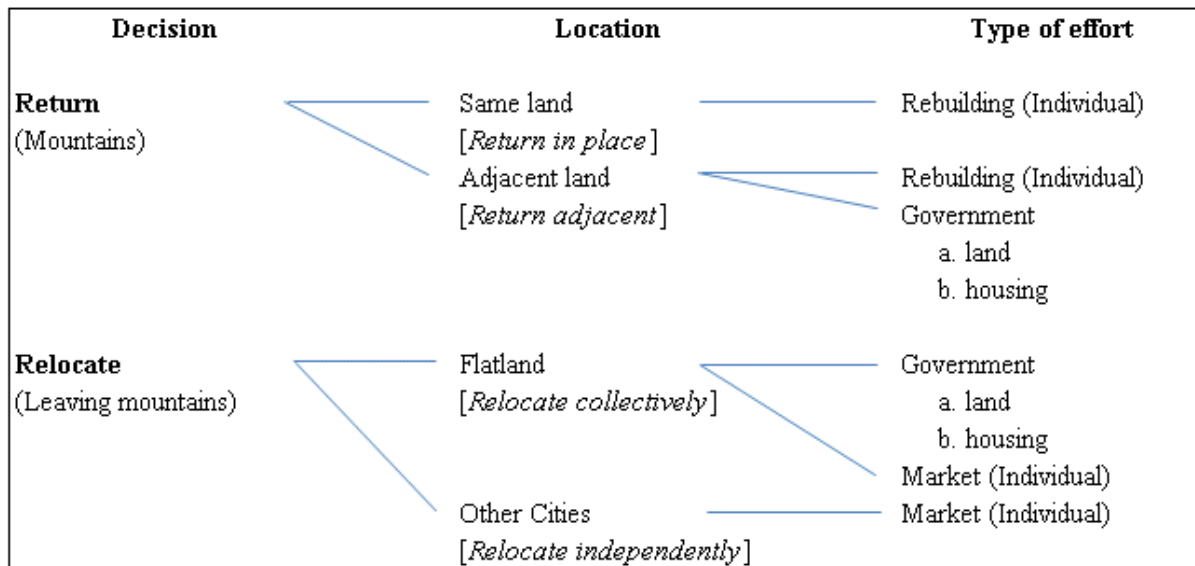 Decision Location Type of effort
Return Same land Rebuilding (Individual)
(Mountains) [Return in place]
Adjacent land Rebuilding (Individual)
[Return adjacent] Government
a. land
b. housing
Relocate Flatland Government
(Leaving mountains) [Relocate collectively] a. land
b. housing
Market (Individual)
Other Cities Market (Individual)
[Relocate independently]